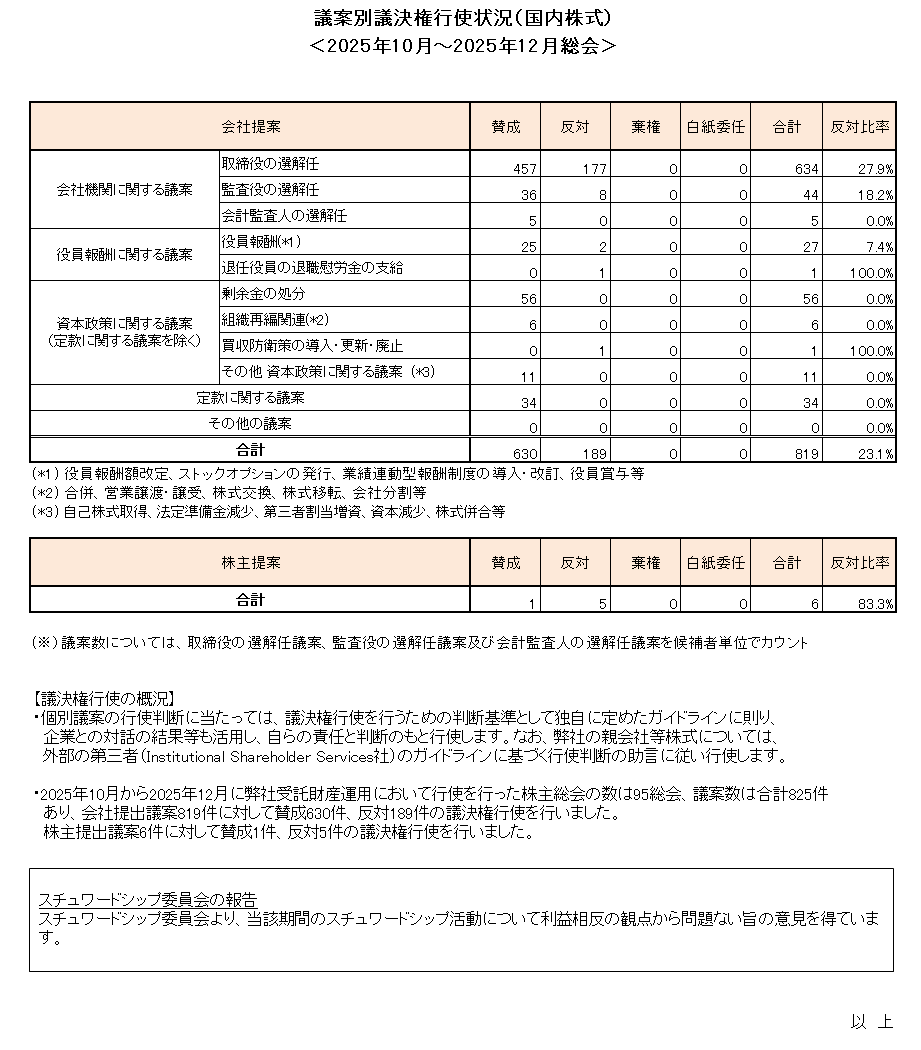 議案別議決権行使状況(国内株式)
<2025年10月~2025年12月総会>
会社提案 賛成 反対 棄権 白紙委任 合計 反対比率
会社機関に関する議案 取締役の選解任 457 177 0 0 634 27.9%
監査役の選解任 36 8 0 0 44 18.2%
会計監査人の選解任 5 0 0 0 5 0.0%
役員報酬に関する議案 役員報酬(*1) 25 2 0 0 27 7.4%
退任役員の退職慰労金の支給 0 1 0 0 1 100.0%
資本政策に関する議案
(定款に関する議案を除く) 剰余金の処分 56 0 0 0 56 0.0%
組織再編関連(*2) 6 0 0 0 6 0.0%
買収防衛策の導入・更新・廃止 0 1 0 0 1 100.0%
その他 資本政策に関する議案 (*3) 11 0 0 0 11 0.0%
定款に関する議案 34 0 0 0 34 0.0%
その他の議案 0 0 0 0 0 0.0%
合計 630 189 0 0 819 23.1%
(*1) 役員報酬額改定、ストックオプションの発行、業績連動型報酬制度の導入・改訂、役員賞与等
(*2) 合併、営業譲渡・譲受、株式交換、株式移転、会社分割等
(*3) 自己株式取得、法定準備金減少、第三者割当増資、資本減少、株式併合等
株主提案 賛成 反対 棄権 白紙委任 合計 反対比率
合計 1 5 0 0 6 83.3%
(※) 議案数については、取締役の選解任議案、監査役の選解任議案及び会計監査人の選解任議案を候補者単位でカウント
【議決権行使の概況】
・個別議案の行使判断に当たっては、議決権行使を行うための判断基準として独自に定めたガイドラインに則り、
企業との対話の結果等も活用し、自らの責任と判断のもと行使します。なお、弊社の親会社等株式については、
外部の第三者(Institutional Shareholder Services社)のガイドラインに基づく行使判断の助言に従い行使します。
・2025年10月から2025年12月に弊社受託財産運用において行使を行った株主総会の数は95総会、議案数は合計825件
あり、会社提出議案819件に対して賛成630件、反対189件の議決権行使を行いました。
株主提出議案6件に対して賛成1件、反対5件の議決権行使を行いました。
スチュワードシップ委員会の報告
スチュワードシップ委員会より、当該期間のスチュワードシップ活動について利益相反の観点から問題ない旨の意見を得ていま
す。
以 上